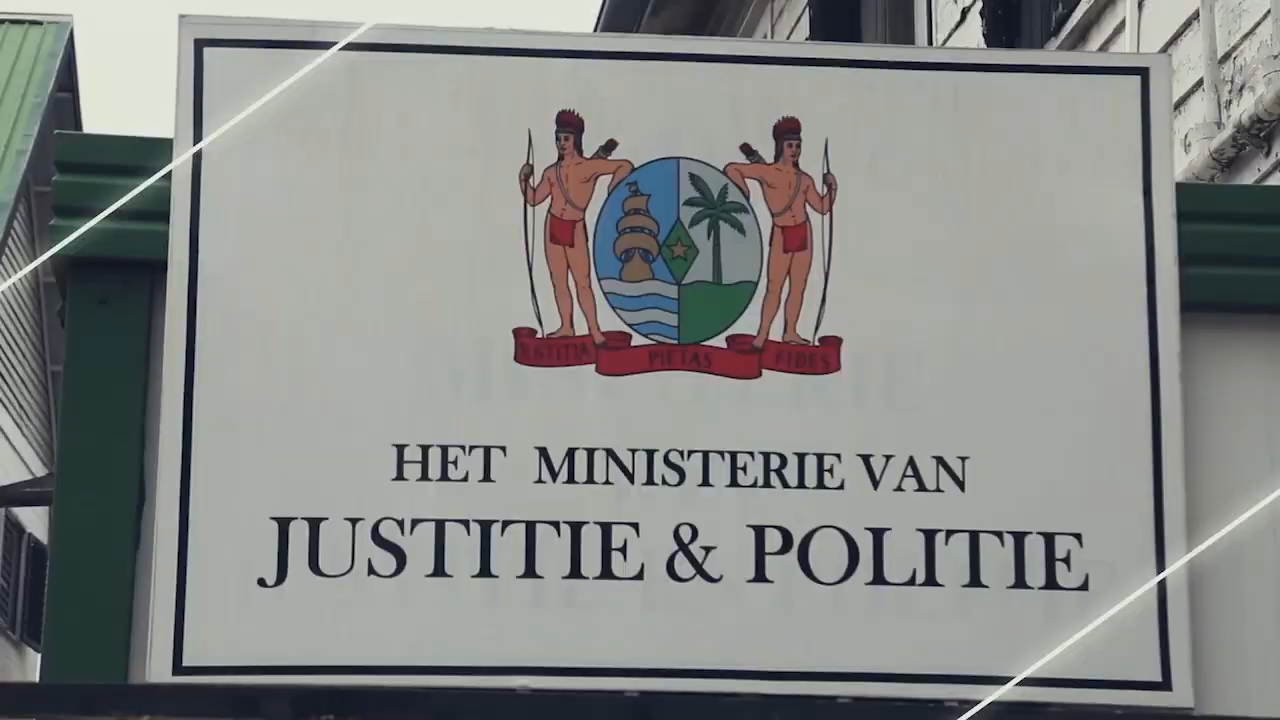 JUSTITIA PIETAS FIDES
HET MINISTERIE VAN
JUSTITIE & POLITIE